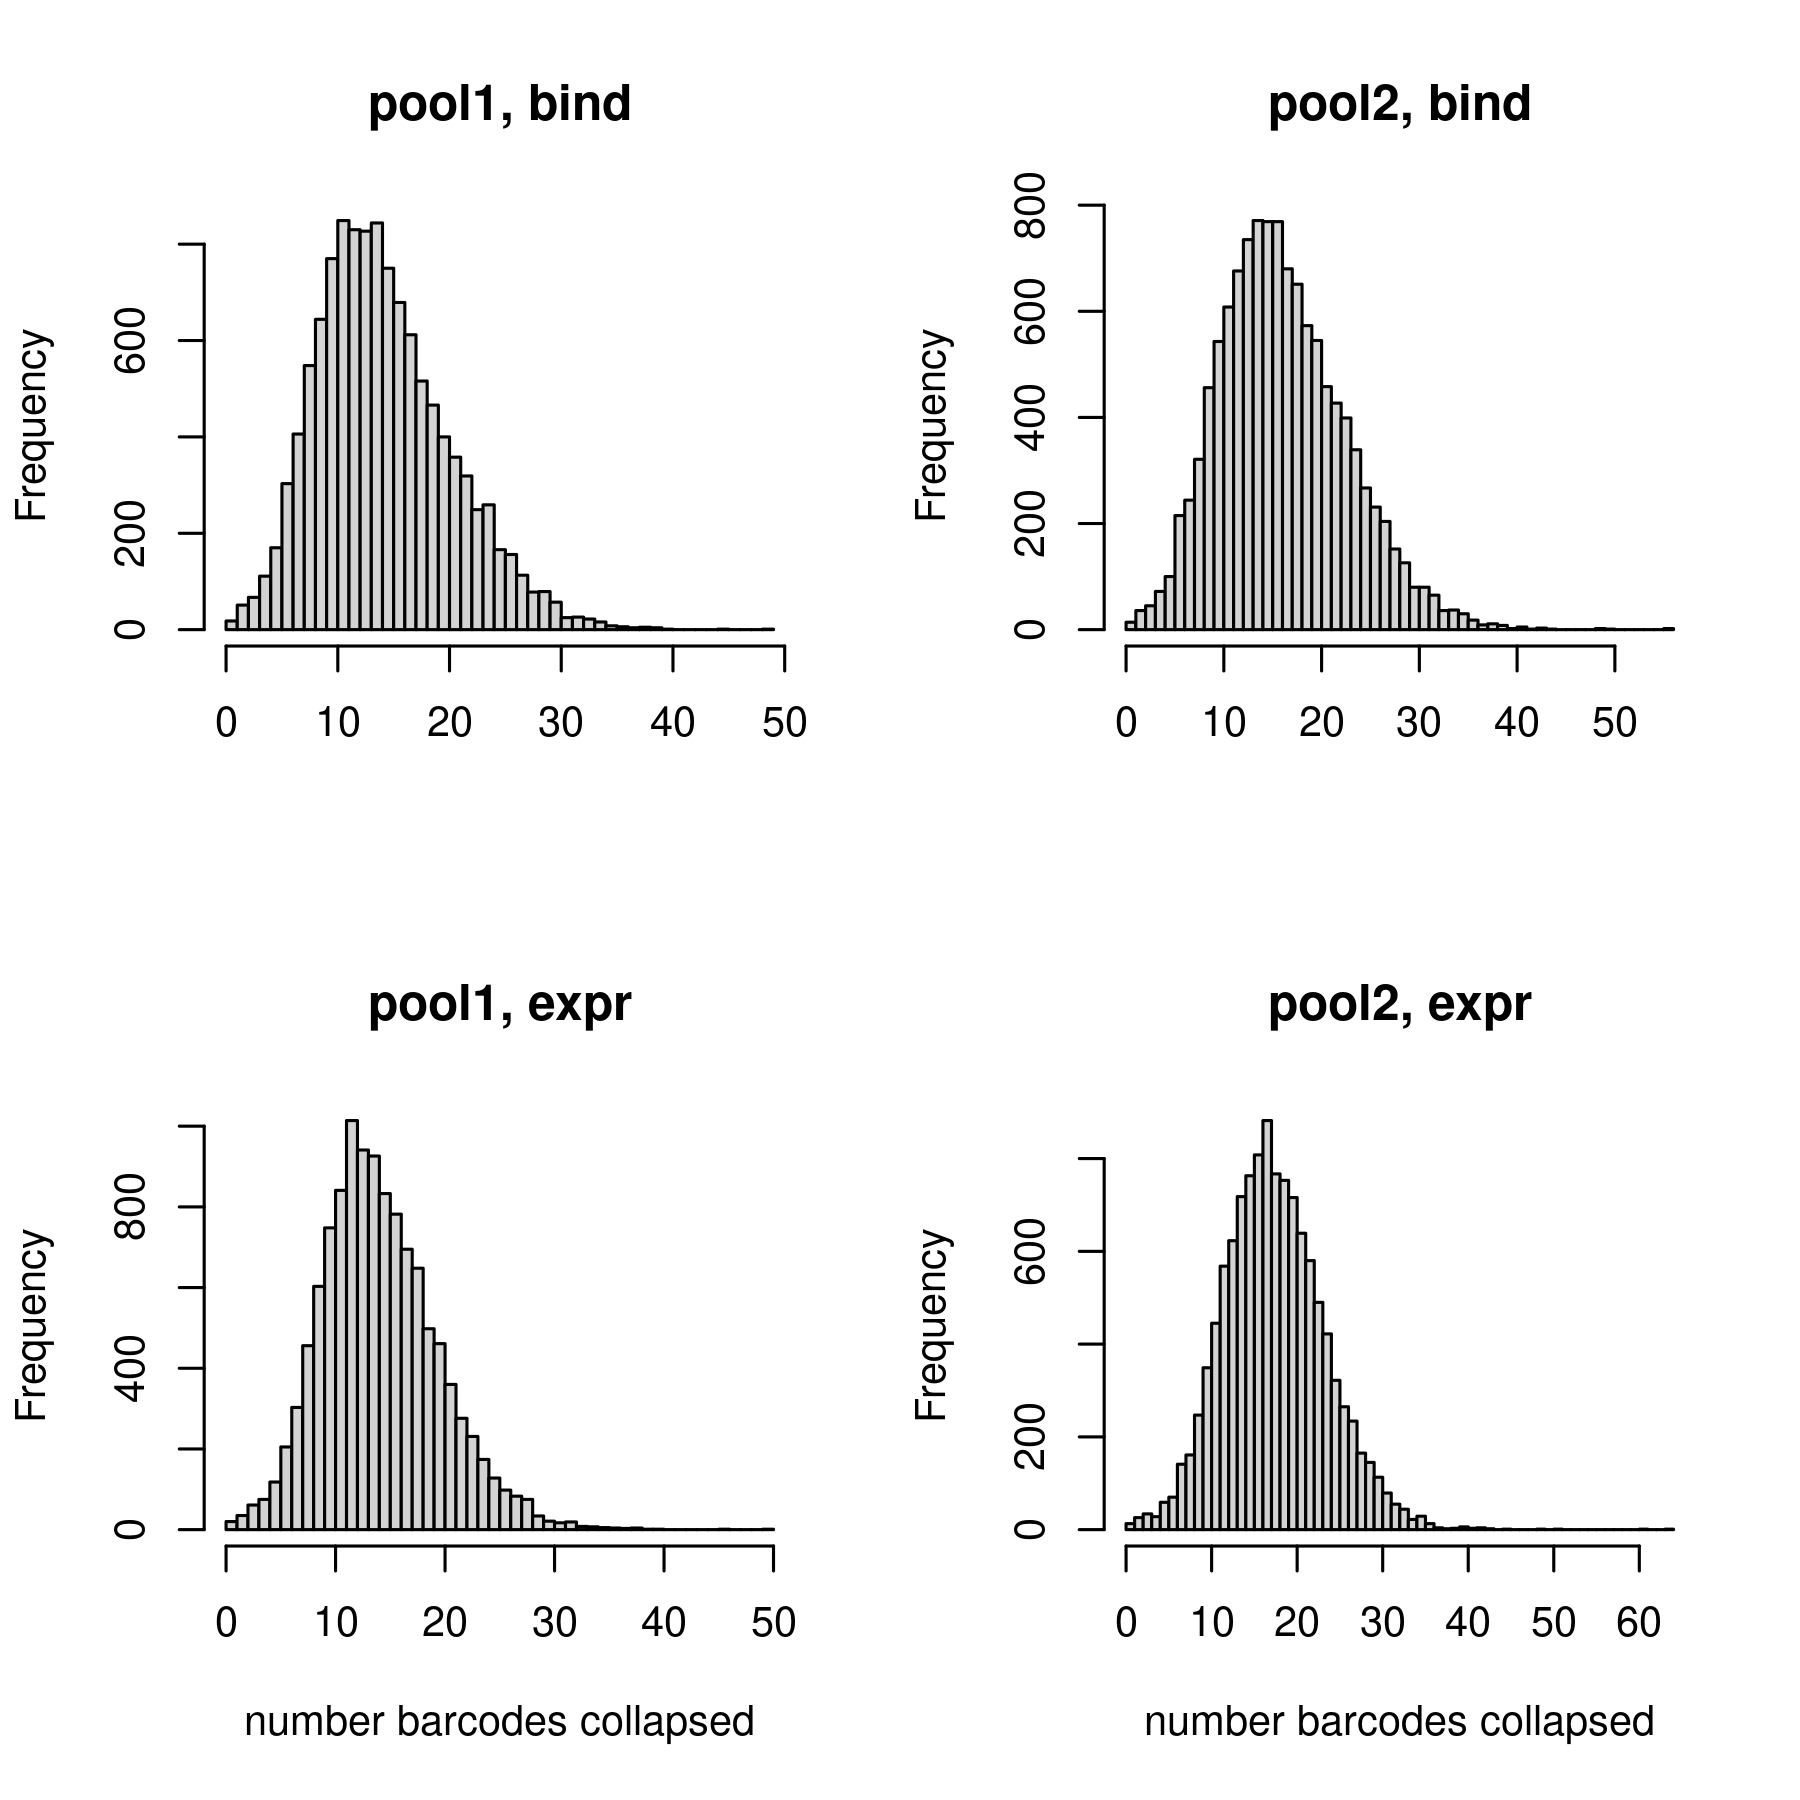 pool1, bind
Frequency
0 200 600
0 10 20 30 40 50
pool2, bind
Frequency
0 200 400 600 800
0 10 20 30 40 50
pool1, expr
Frequency
0 400 800
0 10 20 30 40 50
number barcodes collapsed
pool2, expr
Frequency
0 200 600
0 10 20 30 40 50 60
number barcodes collapsed